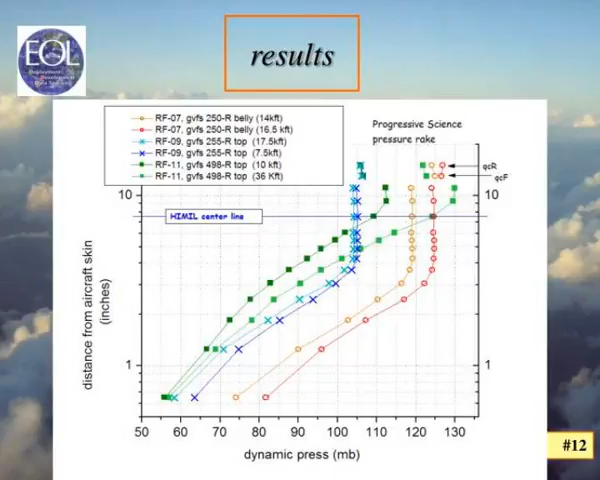 EOL
results
RF-07, gvfs 250-R belly (14kft)
RF-07, gvfs 250-R belly (16.5 kft)
RF-09, gvfs 255-R top (17.5kft)
RF-09, gvfs 255-R top (7.5kft)
RF-11, gvfs 498-R top (10 kft)
RF-11, gvfs 498-R top (36 Kft)
Progressive Science
pressure rake
qcR
qcF
10
10
HIMIL center line
distance from aircraft skin
(inches)
1
1
50 60 70 80 90 100 110 120 130
dynamic press (mb)
#12